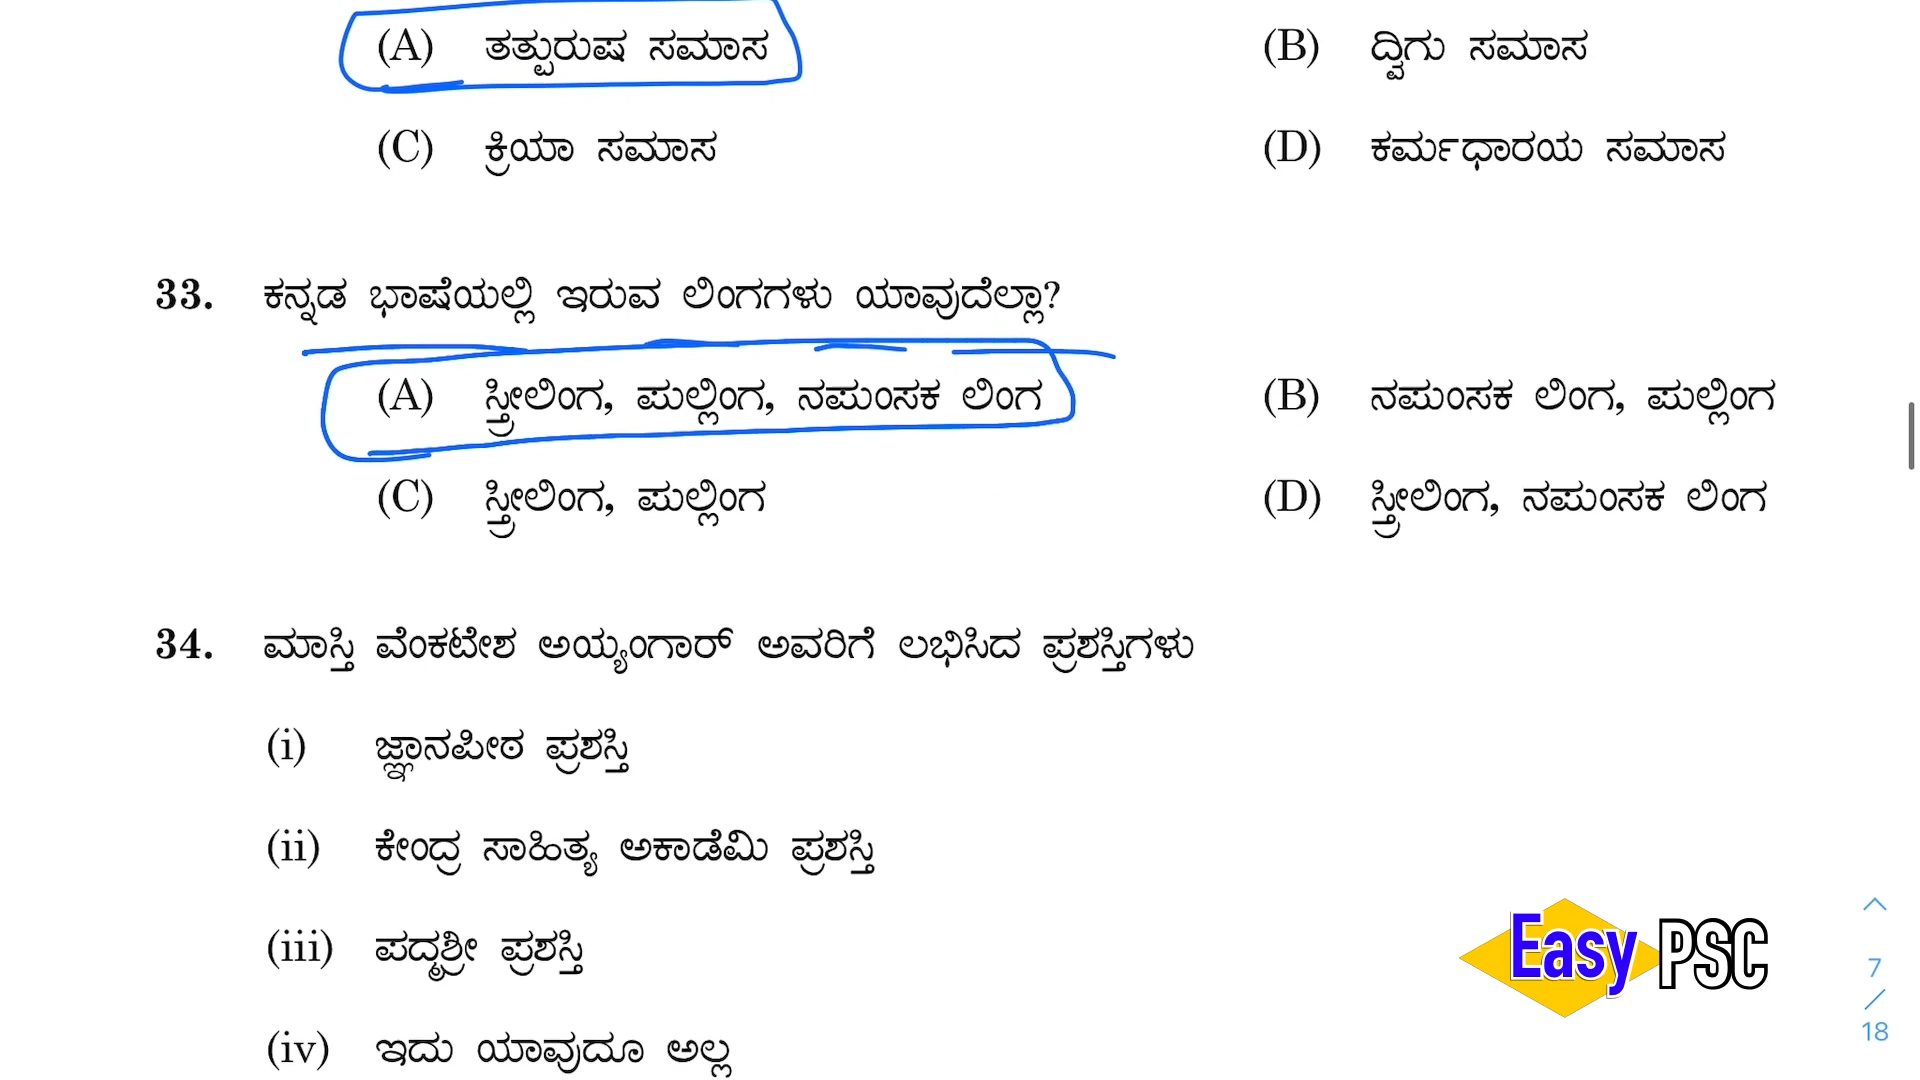 (A) ತತ್ಪುರುಷ ಸಮಾಸ (B) ದ್ವಿಗು ಸಮಾಸ
(C) ಕ್ರಿಯಾ ಸಮಾಸ (D) ಕರ್ಮಧಾರಯ ಸಮಾಸ
33. ಕನ್ನಡ ಭಾಷೆಯಲ್ಲಿ ಇರುವ ಲಿಂಗಗಳು ಯಾವುದೆಲ್ಲಾ?
(A) ಸ್ತ್ರೀಲಿಂಗ, ಪುಲ್ಲಿಂಗ, ನಪುಂಸಕ ಲಿಂಗ (B) ನಪುಂಸಕ ಲಿಂಗ, ಪುಲ್ಲಿಂಗ
(C) ಸ್ತ್ರೀಲಿಂಗ, ಪುಲ್ಲಿಂಗ (D) ಸ್ತ್ರೀಲಿಂಗ, ನಪುಂಸಕ ಲಿಂಗ
34. ಮಾಸ್ತಿ ವೆಂಕಟೇಶ ಅಯ್ಯಂಗಾರ್ ಅವರಿಗೆ ಲಭಿಸಿದ ಪ್ರಶಸ್ತಿಗಳು
(i) ಜ್ಞಾನಪೀಠ ಪ್ರಶಸ್ತಿ
(ii) ಕೇಂದ್ರ ಸಾಹಿತ್ಯ ಅಕಾಡೆಮಿ ಪ್ರಶಸ್ತಿ
(iii) ಪದ್ಮಶ್ರೀ ಪ್ರಶಸ್ತಿ
(iv) ಇದು ಯಾವುದೂ ಅಲ್ಲ
Easy PSC
7
/
18